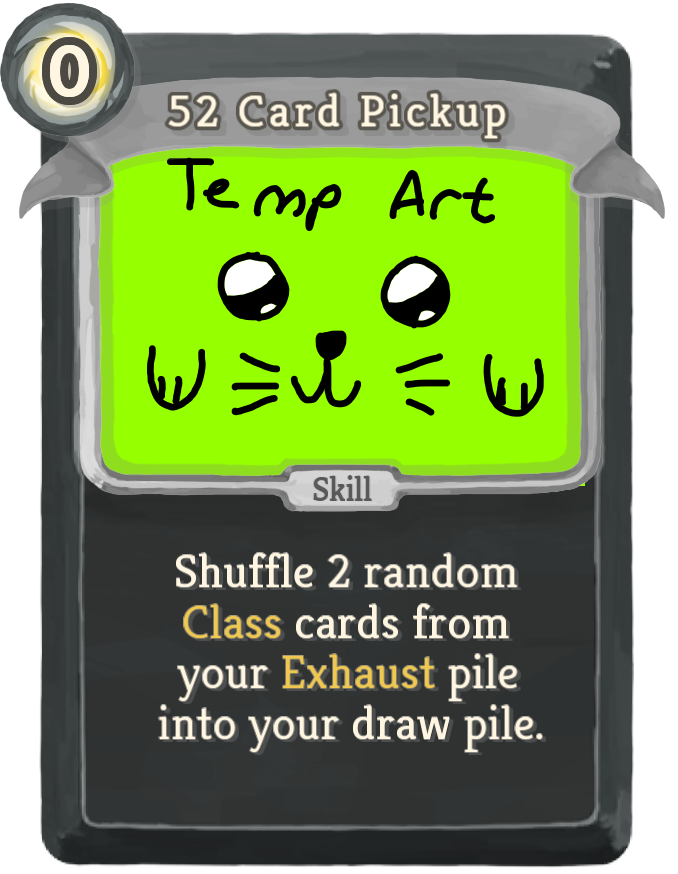 0
52 Card Pickup
Temp Art
Skill
Shuffle 2 random
Class cards from
your Exhaust pile
into your draw pile.